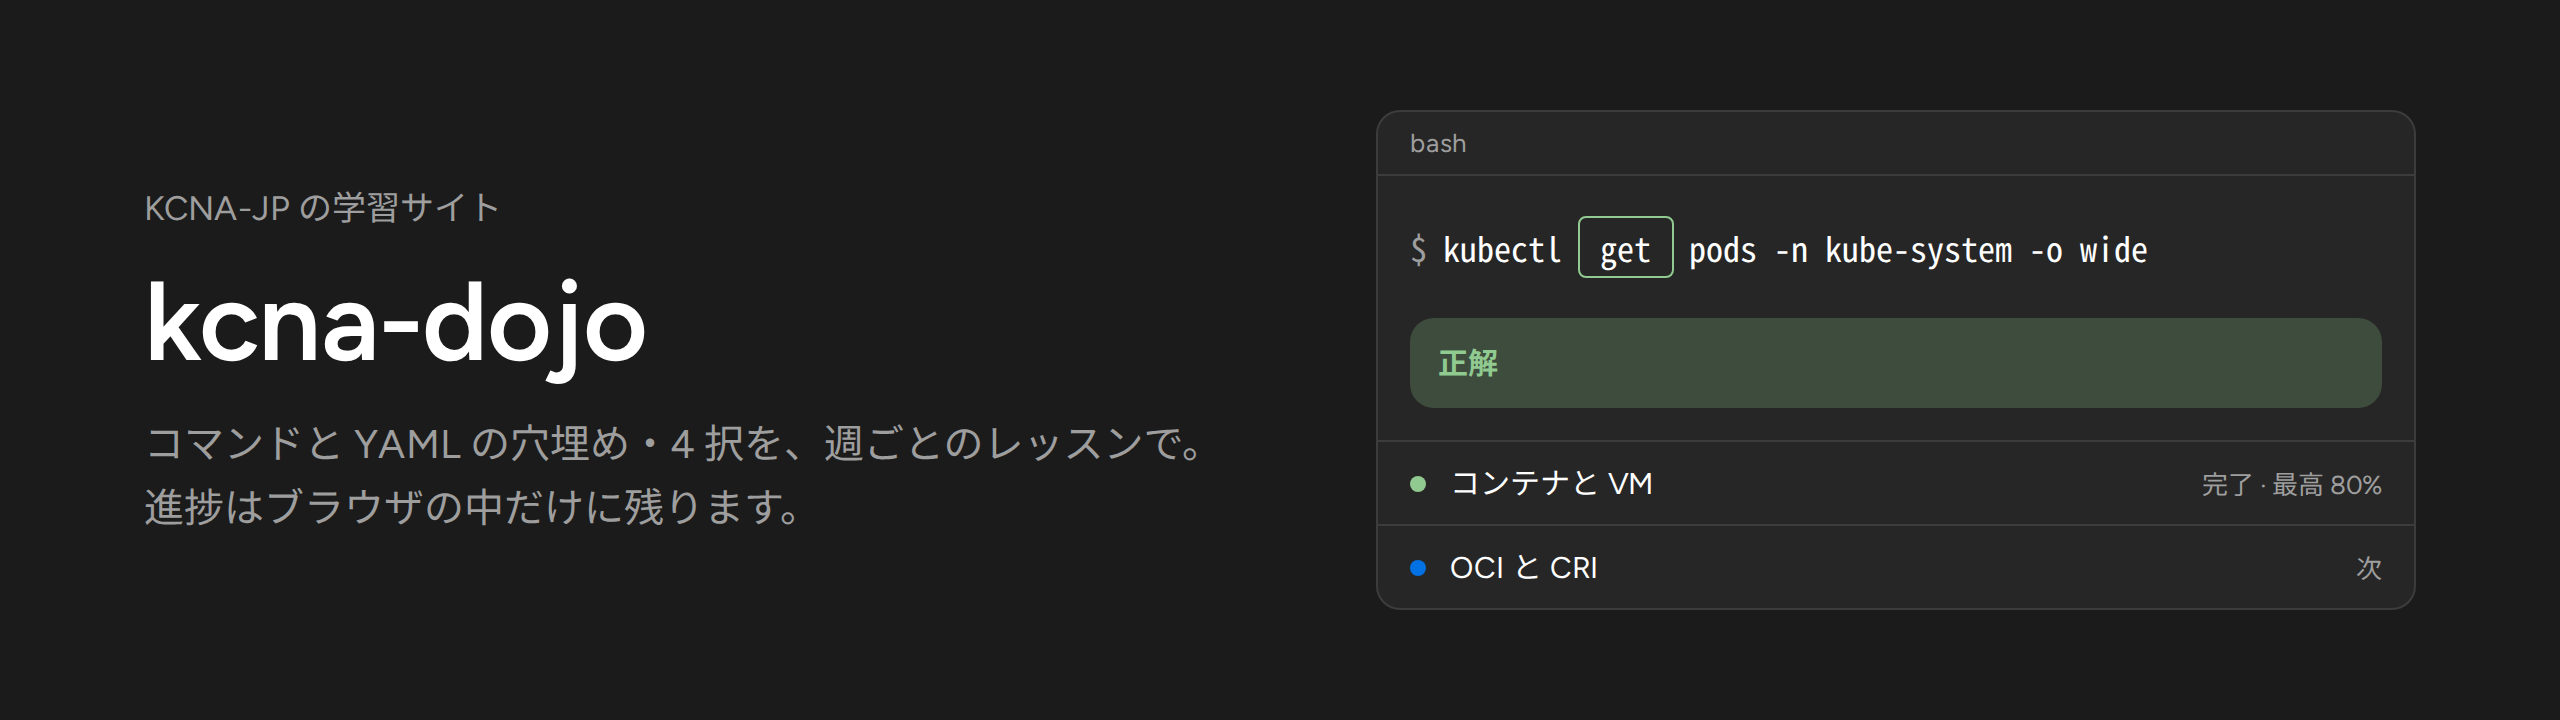 KCNA-JP の学習サイト
kcna-dojo
コマンドと YAML の穴埋め・4 択を、週ごとのレッスンで。
進捗はブラウザの中だけに残ります。
bash
$ kubectl get pods -n kube-system -o wide
正解
コンテナと VM 完了 · 最高 80%
OCI と CRI 次